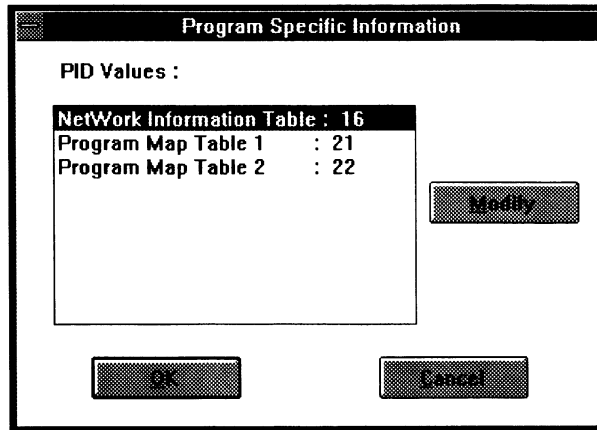 Program Specific Information
PID Values :
NetWork Information Table : 16
Program Map Table 1 : 21
Program Map Table 2 : 22
Modify
OK
Cancel